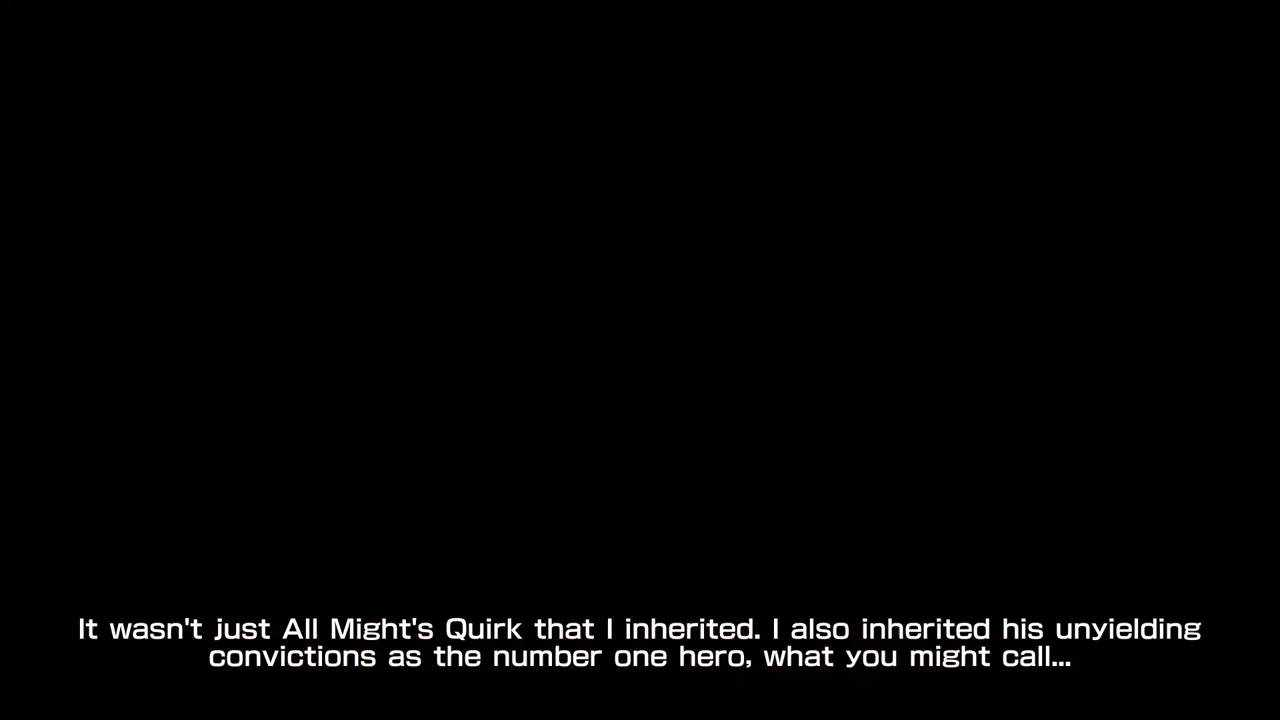 It wasn't just All Might's Quirk that I inherited. I also inherited his unyielding
convictions as the number one hero, what you might call...